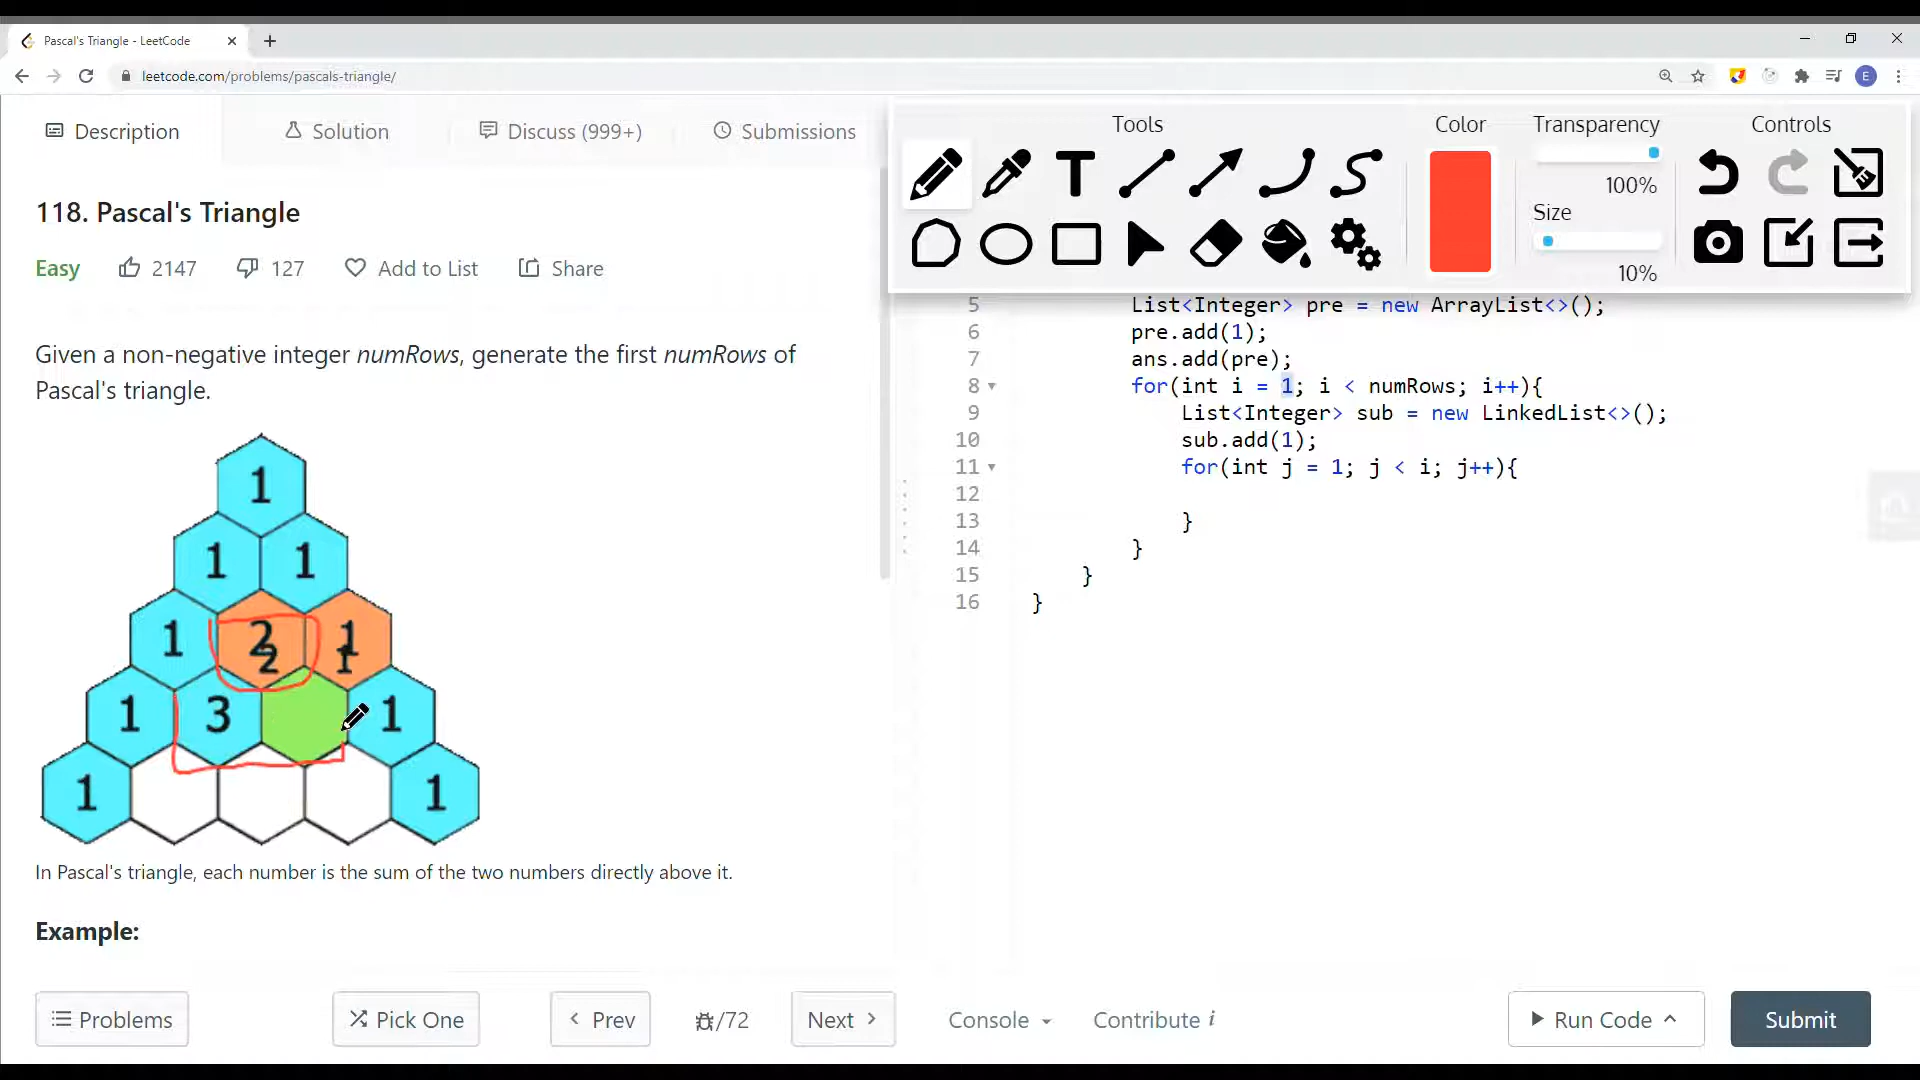 Pascal's Triangle - LeetCode
leetcode.com/problems/pascals-triangle/
E
Description
Solution
Discuss (999+)
Submissions
Tools
Color
Transparency
Controls
100%
Size
10%
118. Pascal's Triangle
Easy
2147
127
Add to List
Share
Given a non-negative integer numRows, generate the first numRows of
Pascal's triangle.
1
1 1
1 2 2 1 1
1 3 1
1 1
In Pascal's triangle, each number is the sum of the two numbers directly above it.
Example:
5 List<Integer> pre = new ArrayList<>();
6 pre.add(1);
7 ans.add(pre);
8 for(int i = 1; i < numRows; i++){
9 List<Integer> sub = new LinkedList<>();
10 sub.add(1);
11 for(int j = 1; j < i; j++){
12
13 }
14 }
15 }
16 }
Problems
Pick One
Prev
/72
Next
Console
Contribute i
Run Code
Submit